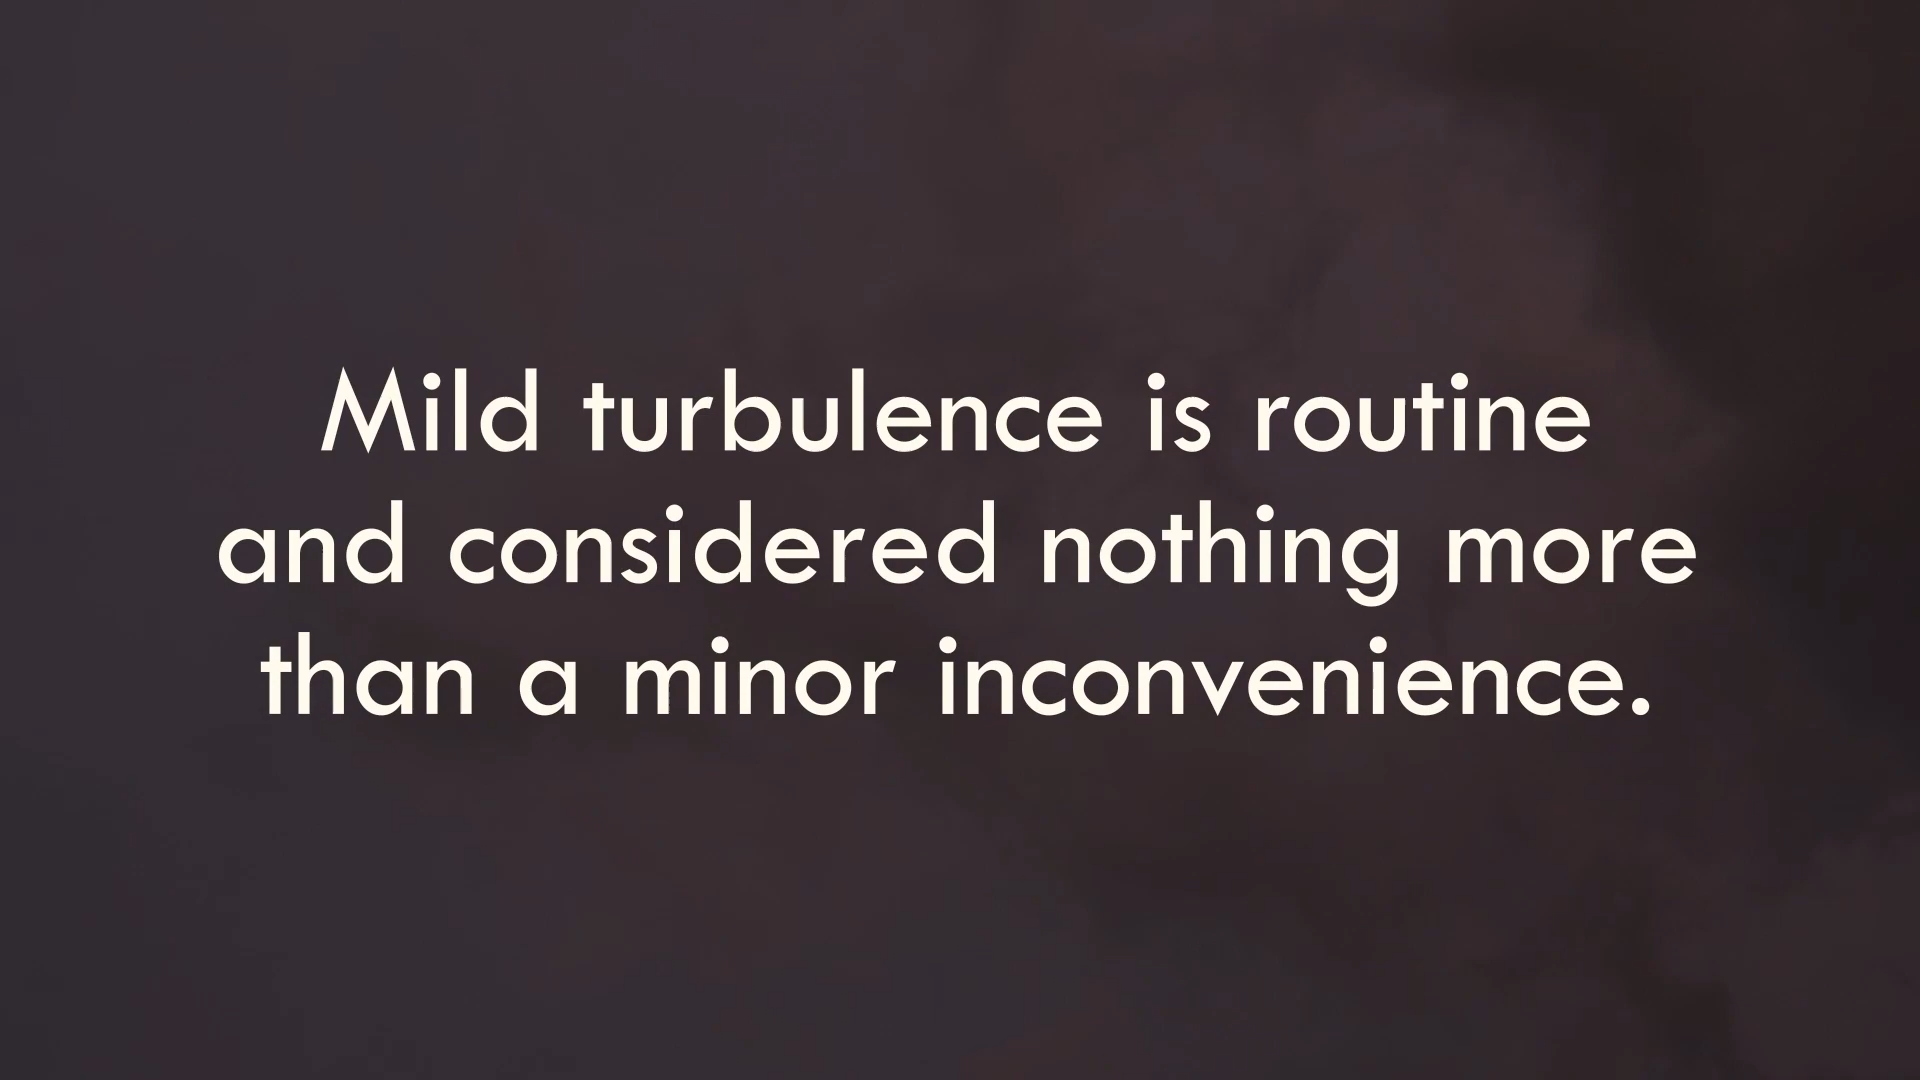 Mild turbulence is routine
and considered nothing more
than a minor inconvenience.